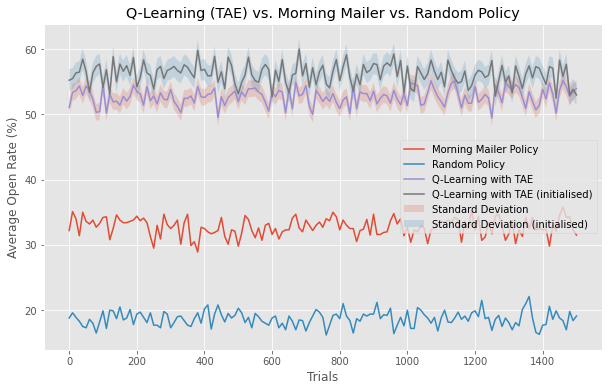 Q-Learning (TAE) vs. Morning Mailer vs. Random Policy
Average Open Rate (%)
60
50
40
30
20
Morning Mailer Policy
Random Policy
Q-Learning with TAE
Q-Learning with TAE (initialised)
Standard Deviation
Standard Deviation (initialised)
0
200
400
600
800
1000
1200
1400
Trials